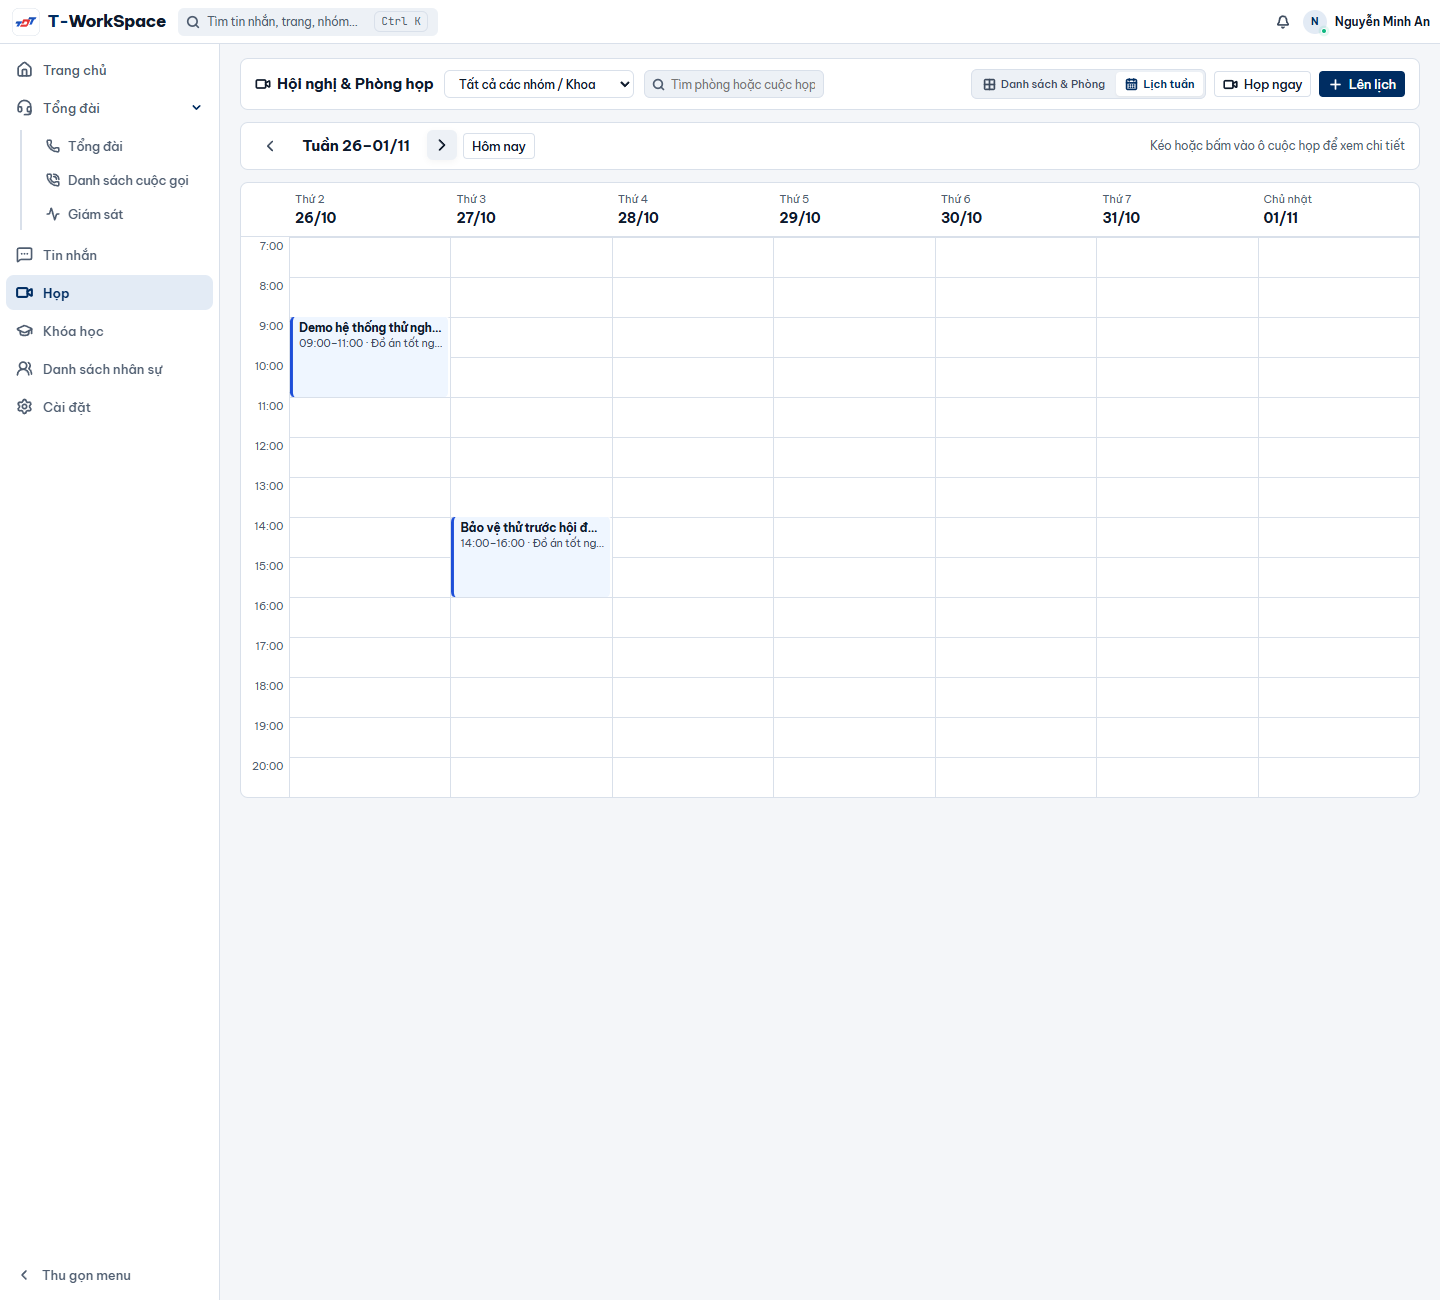 TDT T-WorkSpace
Tìm tin nhắn, trang, nhóm...
Ctrl K
N
Nguyễn Minh An
Trang chủ
Tổng đài
Tổng đài
Danh sách cuộc gọi
Giám sát
Tin nhắn
Họp
Khóa học
Danh sách nhân sự
Cài đặt
Thu gọn menu
Hội nghị & Phòng họp
Tất cả các nhóm / Khoa
Tìm phòng hoặc cuộc họp
Danh sách & Phòng
Lịch tuần
Họp ngay
Lên lịch
Tuần 26–01/11
Hôm nay
Kéo hoặc bấm vào ô cuộc họp để xem chi tiết
Thứ 2
26/10
Thứ 3
27/10
Thứ 4
28/10
Thứ 5
29/10
Thứ 6
30/10
Thứ 7
31/10
Chủ nhật
01/11
7:00
8:00
9:00
Demo hệ thống thử ngh...
09:00–11:00 · Đồ án tốt ng...
10:00
11:00
12:00
13:00
14:00
Bảo vệ thử trước hội đ...
14:00–16:00 · Đồ án tốt ng...
15:00
16:00
17:00
18:00
19:00
20:00